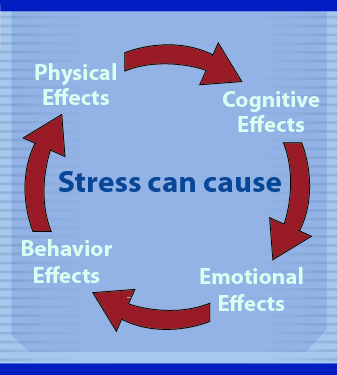 Physical
Effects
Cognitive
Effects
Stress can cause
Behavior
Effects
Emotional
Effects